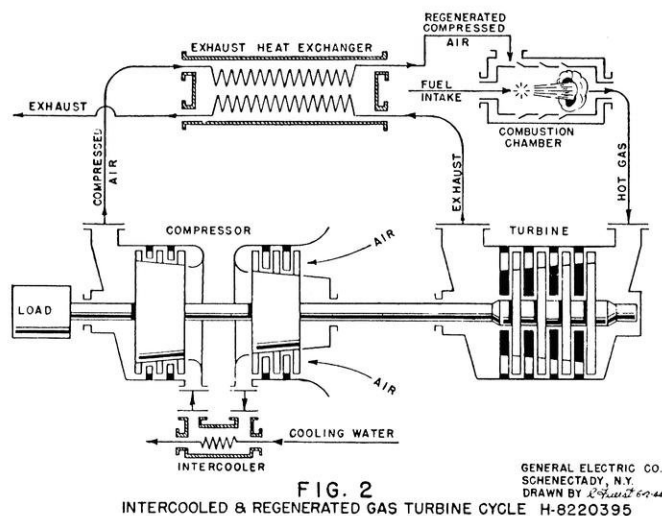 REGENERATED
COMPRESSED
AIR
EXHAUST HEAT EXCHANGER
FUEL
INTAKE
COMBUSTION
CHAMBER
EXHAUST
COMPRESSED
AIR
EXHAUST
HOT GAS
COMPRESSOR
AIR
TURBINE
LOAD
AIR
COOLING WATER
INTERCOOLER
FIG. 2
INTERCOOLED & REGENERATED GAS TURBINE CYCLE H-8220395
GENERAL ELECTRIC CO.
SCHENECTADY, N.Y.
DRAWN BY